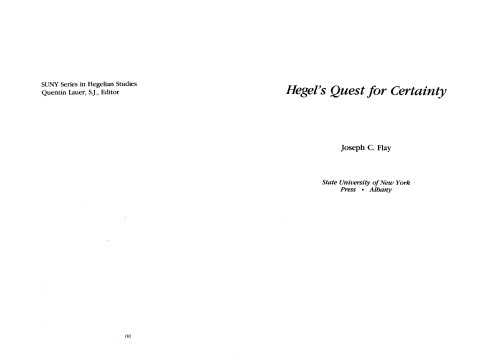 SUNY Series in Hegelian Studies
Quentin Lauer, S.J., Editor
Hegel's Quest for Certainty
Joseph C. Flay
State University of New York
Press • Albany